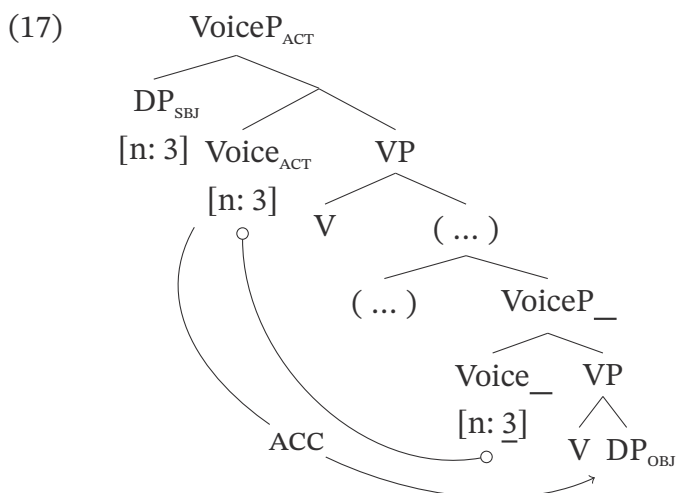 (17) VoiceP_ACT
DP_SBJ
[n: 3] Voice_ACT VP
[n: 3] V ( … )
( … ) VoiceP_
Voice_ VP
[n: 3] V DP_OBJ
ACC